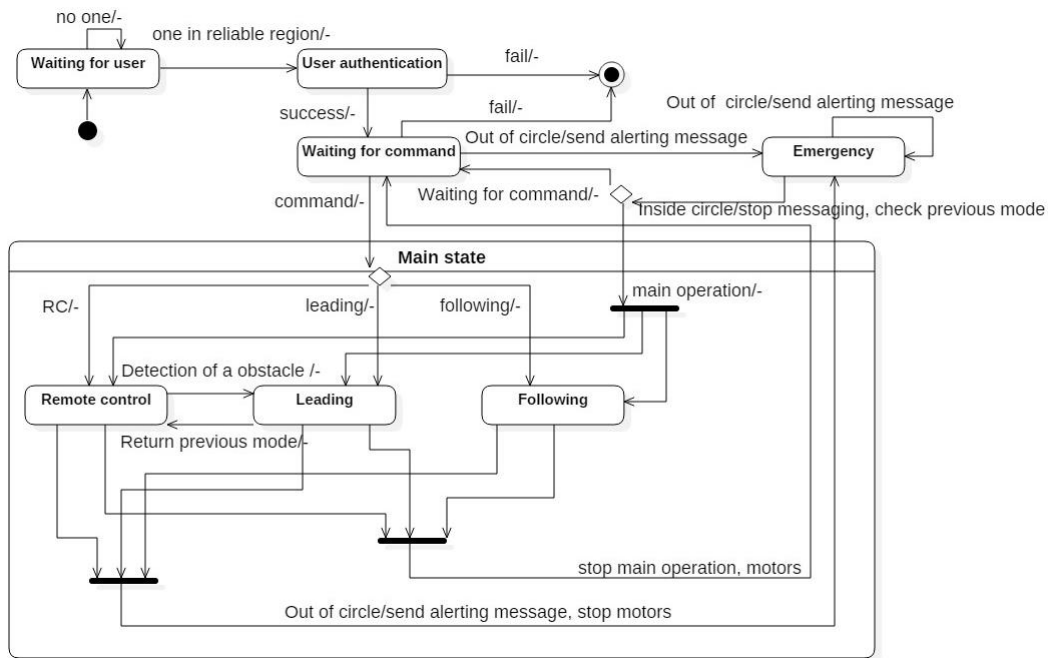 no one/-
one in reliable region/-
Waiting for user
User authentication
fail/-
Out of  circle/send alerting message
success/-
fail/-
Out of circle/send alerting message
Waiting for command
Emergency
command/-
Waiting for command/-
Inside circle/stop messaging, check previous mode
Main state
RC/-
leading/-
following/-
main operation/-
Detection of a obstacle /-
Remote control
Leading
Following
Return previous mode/-
stop main operation, motors
Out of circle/send alerting message, stop motors